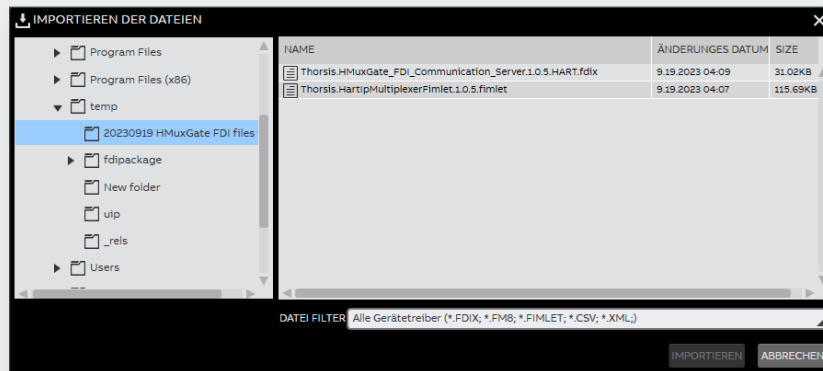 IMPORTIEREN DER DATEIEN
Program Files
Program Files (x86)
temp
20230919 HMuxGate FDI files
fdipackage
New folder
uip
_rels
Users
NAME ÄNDERUNGES DATUM SIZE
Thorsis.HMuxGate_FDI_Communication_Server.1.0.5.HART.fdix 9.19.2023 04:09 31.02KB
Thorsis.HartIpMultiplexerFimlet.1.0.5.fimlet 9.19.2023 04:07 115.69KB
DATEI FILTER Alle Gerätetreiber (*.FDIX; *.FM8; *.FIMLET; *.CSV; *.XML;)
IMPORTIEREN ABBRECHEN